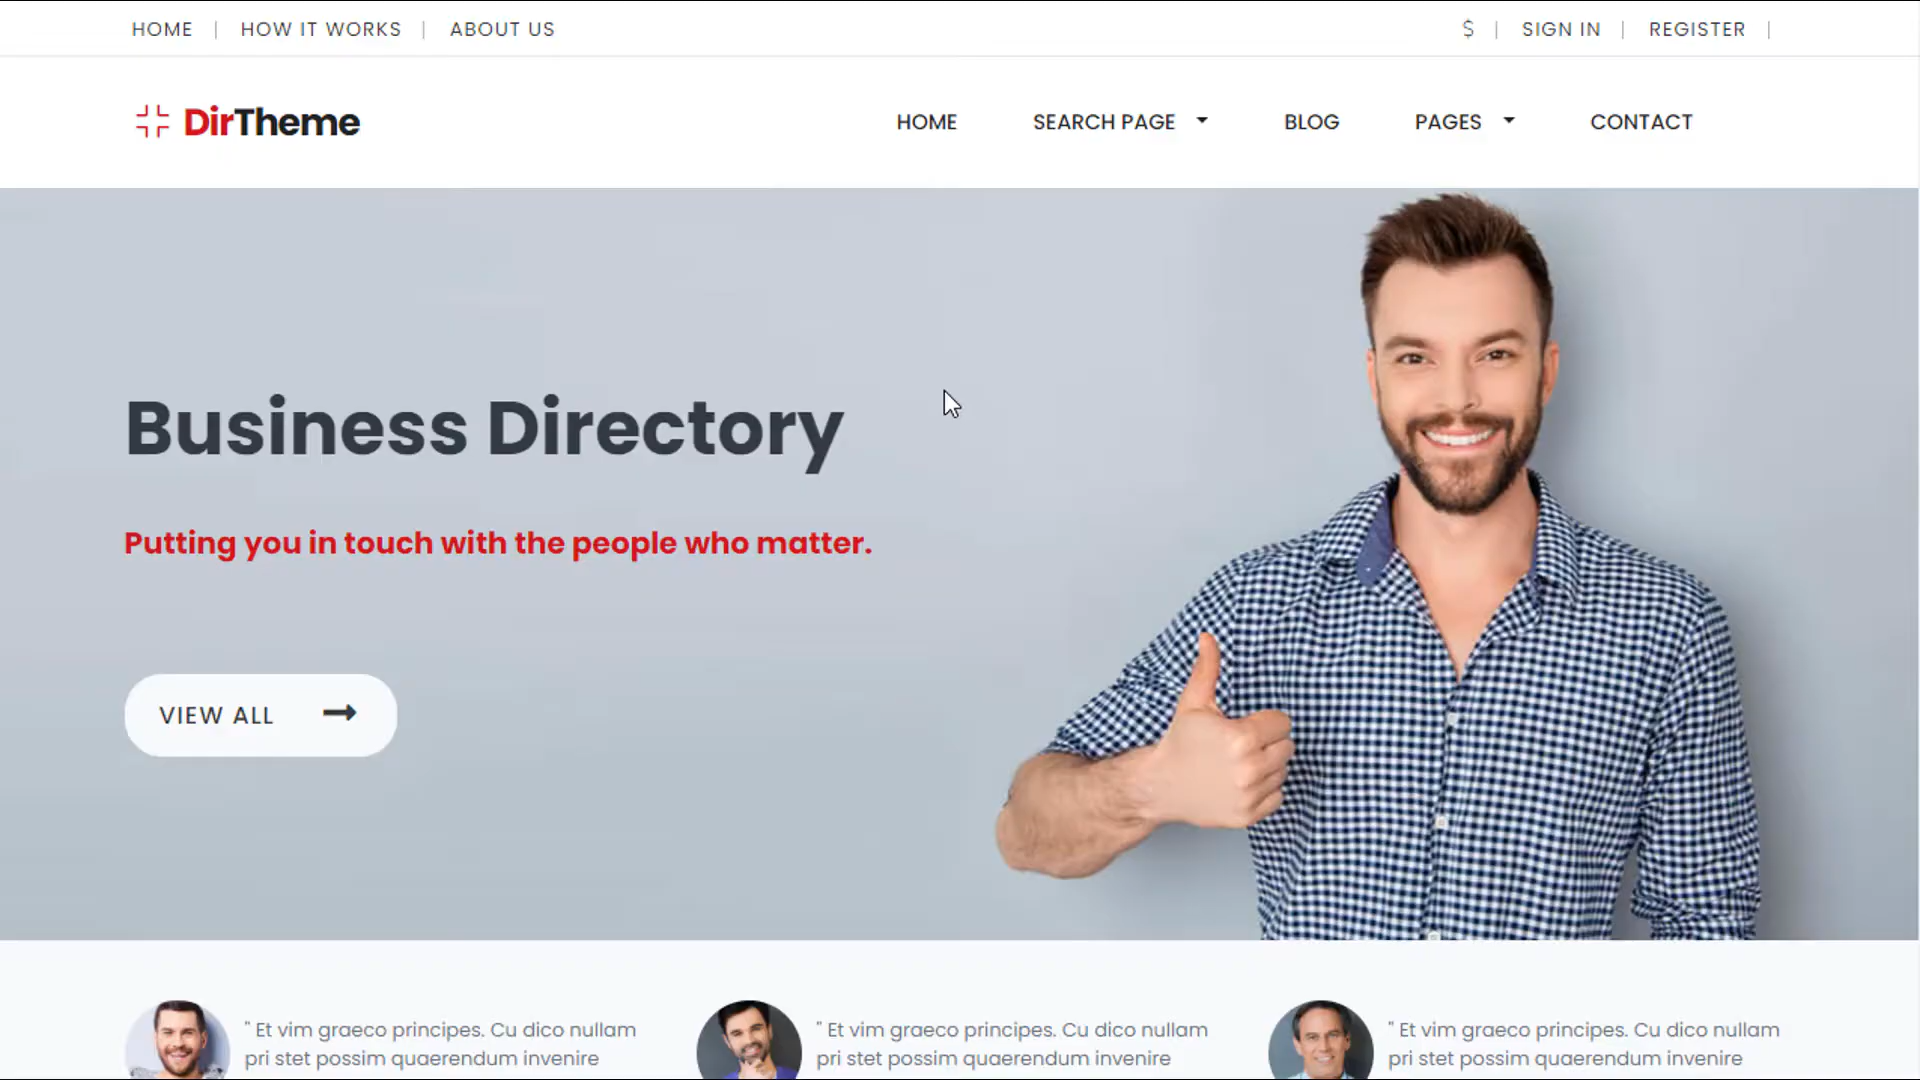 HOME | HOW IT WORKS | ABOUT US
$ | SIGN IN | REGISTER |
DirTheme
HOME
SEARCH PAGE
BLOG
PAGES
CONTACT
Business Directory
Putting you in touch with the people who matter.
VIEW ALL
" Et vim graeco principes. Cu dico nullam
pri stet possim quaerendum invenire
" Et vim graeco principes. Cu dico nullam
pri stet possim quaerendum invenire
" Et vim graeco principes. Cu dico nullam
pri stet possim quaerendum invenire